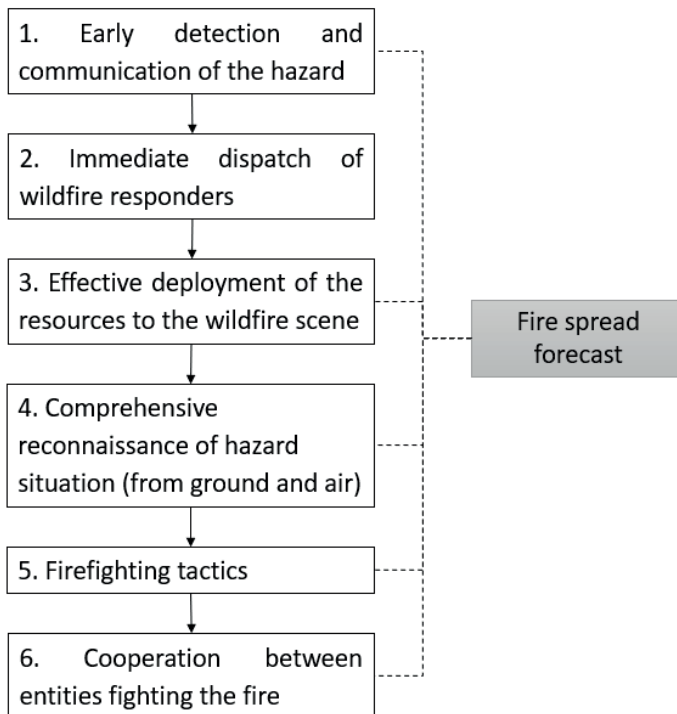 1. Early detection and
communication of the hazard
2. Immediate dispatch of
wildfire responders
3. Effective deployment of the
resources to the wildfire scene
4. Comprehensive
reconnaissance of hazard
situation (from ground and air)
5. Firefighting tactics
6. Cooperation between
entities fighting the fire
Fire spread
forecast